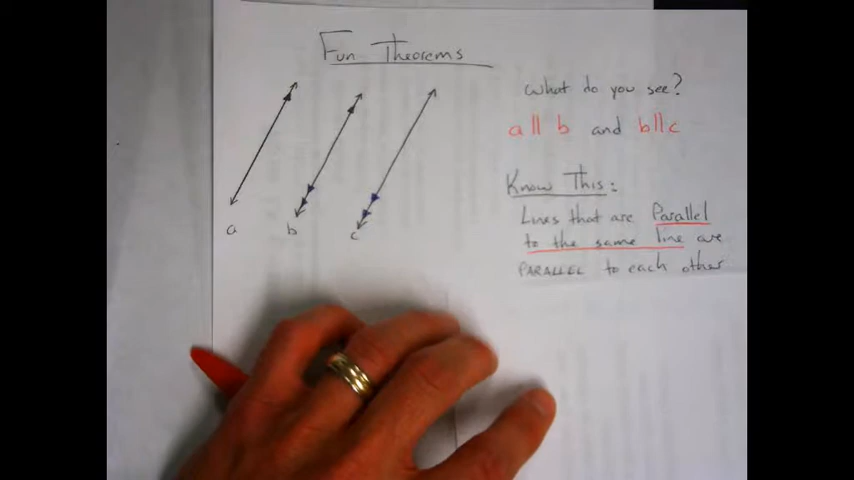 Fun Theorems
What do you see?
a || b and b || c
Know This:
Lines that are Parallel
to the same line are
PARALLEL to each other
a
b
c